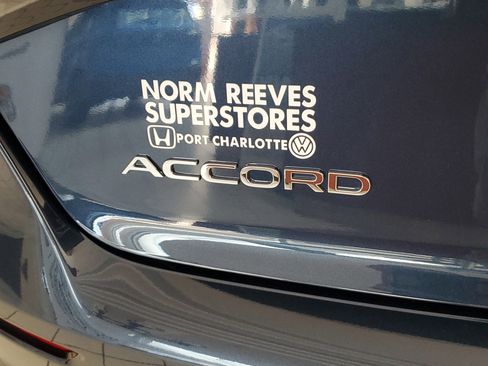 NORM REEVES
SUPERSTORES
PORT CHARLOTTE
ACCORD